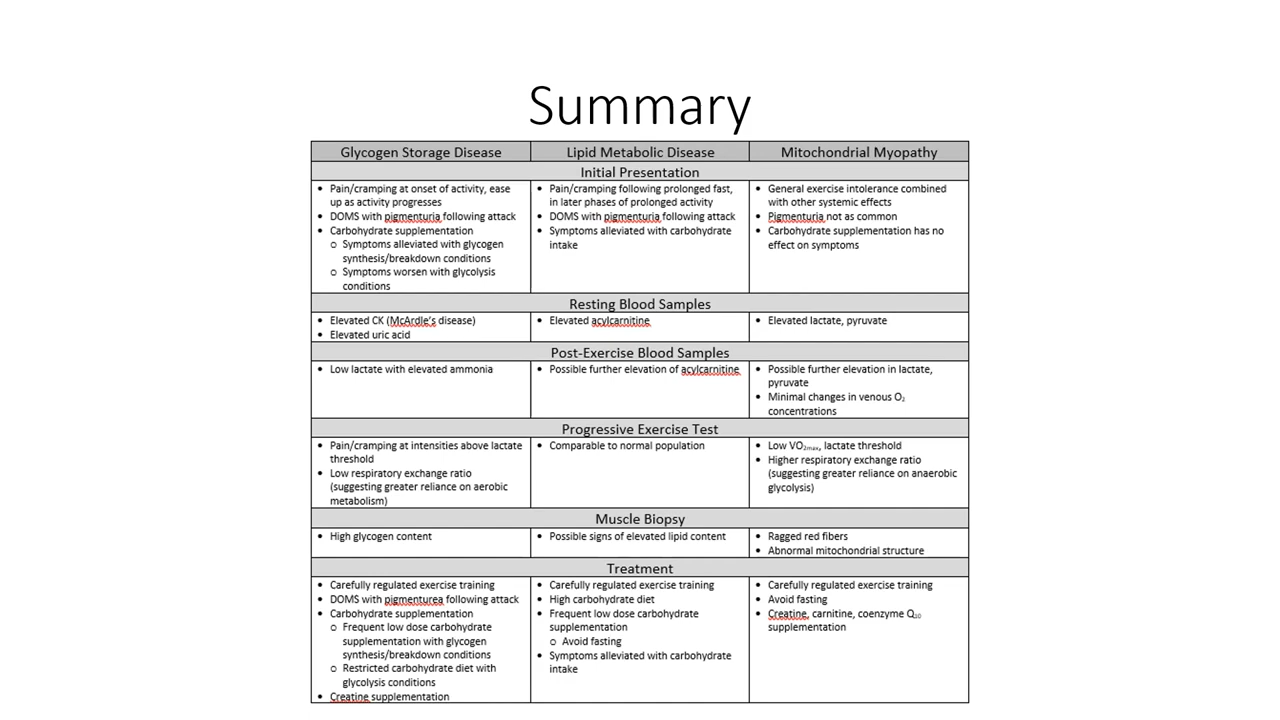 Summary
Glycogen Storage Disease
Lipid Metabolic Disease
Mitochondrial Myopathy
Initial Presentation
• Pain/cramping at onset of activity, ease
up as activity progresses
• DOMS with pigmenturia following attack
• Carbohydrate supplementation
o Symptoms alleviated with glycogen
synthesis/breakdown conditions
o Symptoms worsen with glycolysis
conditions
• Pain/cramping following prolonged fast,
in later phases of prolonged activity
• DOMS with pigmenturia following attack
• Symptoms alleviated with carbohydrate
intake
• General exercise intolerance combined
with other systemic effects
• Pigmenturia not as common
• Carbohydrate supplementation has no
effect on symptoms
Resting Blood Samples
• Elevated CK (McArdle's disease)
• Elevated uric acid
• Elevated acylcarnitine
• Elevated lactate, pyruvate
Post-Exercise Blood Samples
• Low lactate with elevated ammonia
• Possible further elevation of acylcarnitine
• Possible further elevation in lactate,
pyruvate
• Minimal changes in venous O₂
concentrations
Progressive Exercise Test
• Pain/cramping at intensities above lactate
threshold
• Low respiratory exchange ratio
(suggesting greater reliance on aerobic
metabolism)
• Comparable to normal population
• Low VO₂max, lactate threshold
• Higher respiratory exchange ratio
(suggesting greater reliance on anaerobic
glycolysis)
Muscle Biopsy
• High glycogen content
• Possible signs of elevated lipid content
• Ragged red fibers
• Abnormal mitochondrial structure
Treatment
• Carefully regulated exercise training
• DOMS with pigmenturea following attack
• Carbohydrate supplementation
o Frequent low dose carbohydrate
supplementation with glycogen
synthesis/breakdown conditions
o Restricted carbohydrate diet with
glycolysis conditions
• Creatine supplementation
• Carefully regulated exercise training
• High carbohydrate diet
• Frequent low dose carbohydrate
supplementation
o Avoid fasting
• Symptoms alleviated with carbohydrate
intake
• Carefully regulated exercise training
• Avoid fasting
• Creatine, carnitine, coenzyme Q₁₀
supplementation